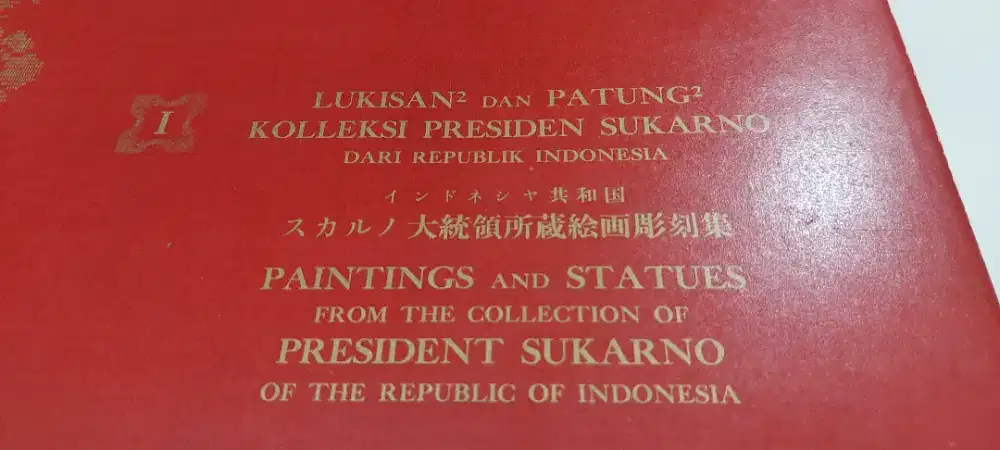 I
LUKISAN² DAN PATUNG²
KOLLEKSI PRESIDEN SUKARNO
DARI REPUBLIK INDONESIA
インドネシヤ共和国
スカルノ大統領所蔵絵画彫刻集
PAINTINGS AND STATUES
FROM THE COLLECTION OF
PRESIDENT SUKARNO
OF THE REPUBLIC OF INDONESIA